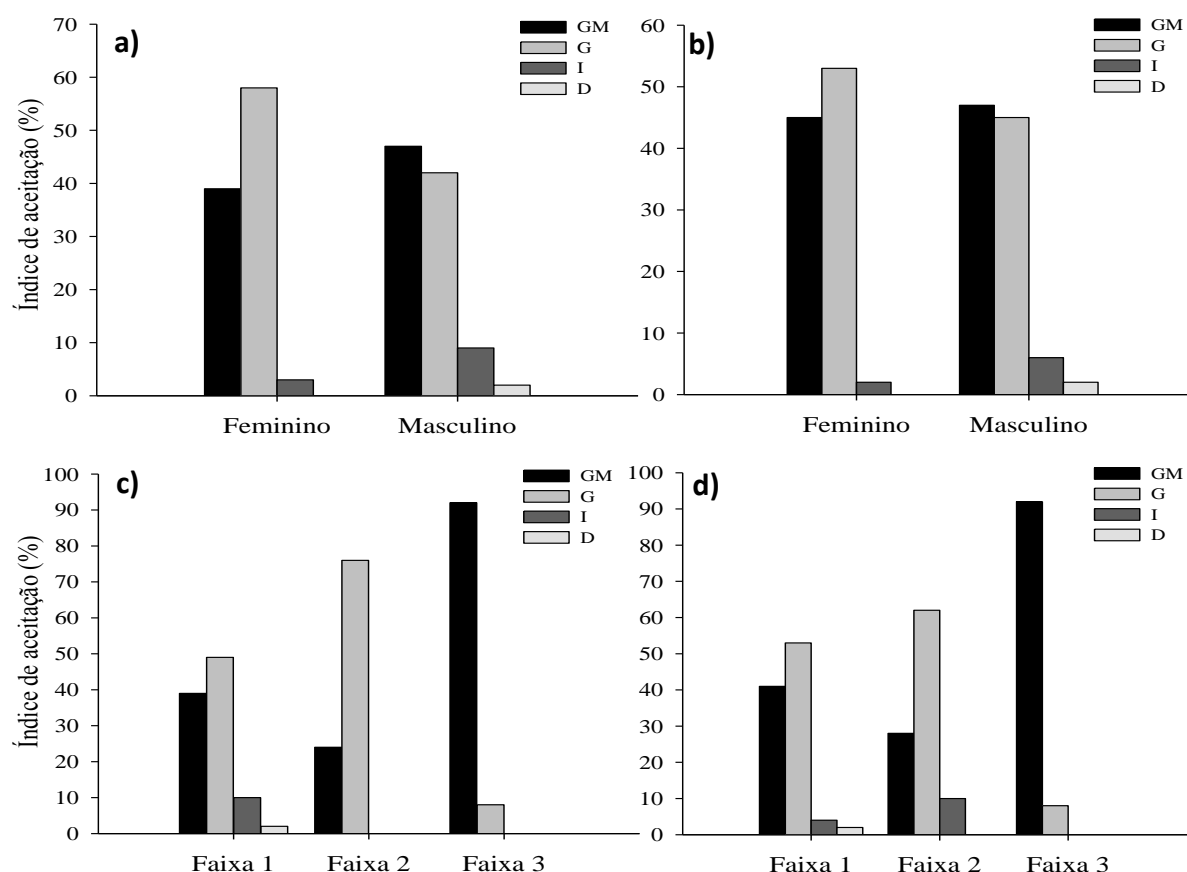 a)
Índice de aceitação (%)
70
60
50
40
30
20
10
0
GM
G
I
D
Feminino Masculino
b)
60
50
40
30
20
10
0
GM
G
I
D
Feminino Masculino
c)
Índice de aceitação (%)
100
90
80
70
60
50
40
30
20
10
0
GM
G
I
D
Faixa 1 Faixa 2 Faixa 3
d)
100
90
80
70
60
50
40
30
20
10
0
GM
G
I
D
Faixa 1 Faixa 2 Faixa 3